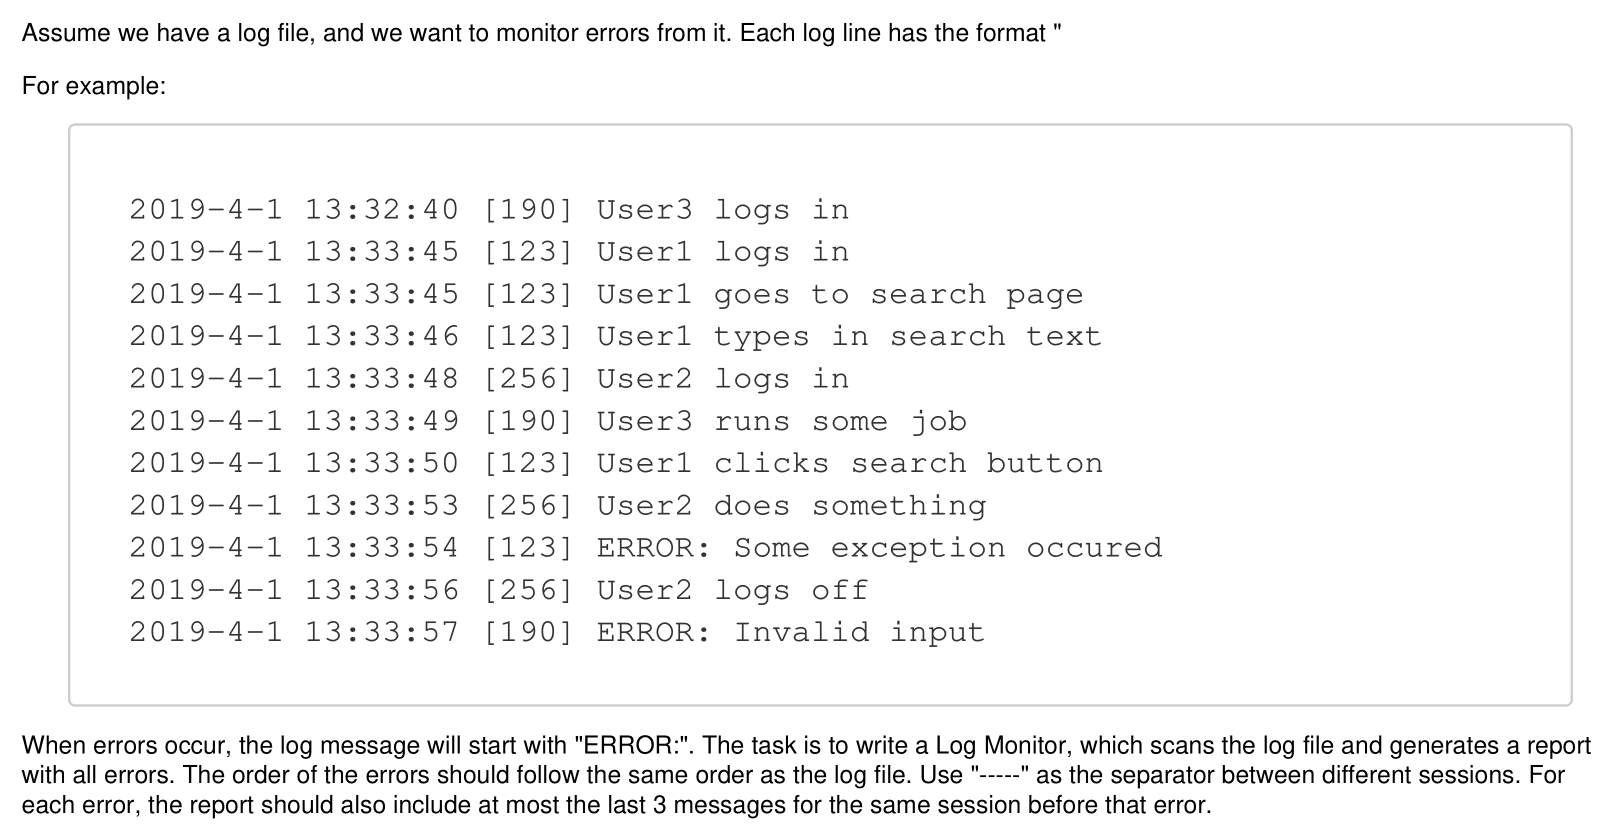 Assume we have a log file, and we want to monitor errors from it. Each log line has the format "
For example:
2019-4-1 13:32:40 [190] User3 logs in
2019-4-1 13:33:45 [123] User1 logs in
2019-4-1 13:33:45 [123] User1 goes to search page
2019-4-1 13:33:46 [123] User1 types in search text
2019-4-1 13:33:48 [256] User2 logs in
2019-4-1 13:33:49 [190] User3 runs some job
2019-4-1 13:33:50 [123] User1 clicks search button
2019-4-1 13:33:53 [256] User2 does something
2019-4-1 13:33:54 [123] ERROR: Some exception occured
2019-4-1 13:33:56 [256] User2 logs off
2019-4-1 13:33:57 [190] ERROR: Invalid input
When errors occur, the log message will start with "ERROR:". The task is to write a Log Monitor, which scans the log file and generates a report
with all errors. The order of the errors should follow the same order as the log file. Use "-----" as the separator between different sessions. For
each error, the report should also include at most the last 3 messages for the same session before that error.